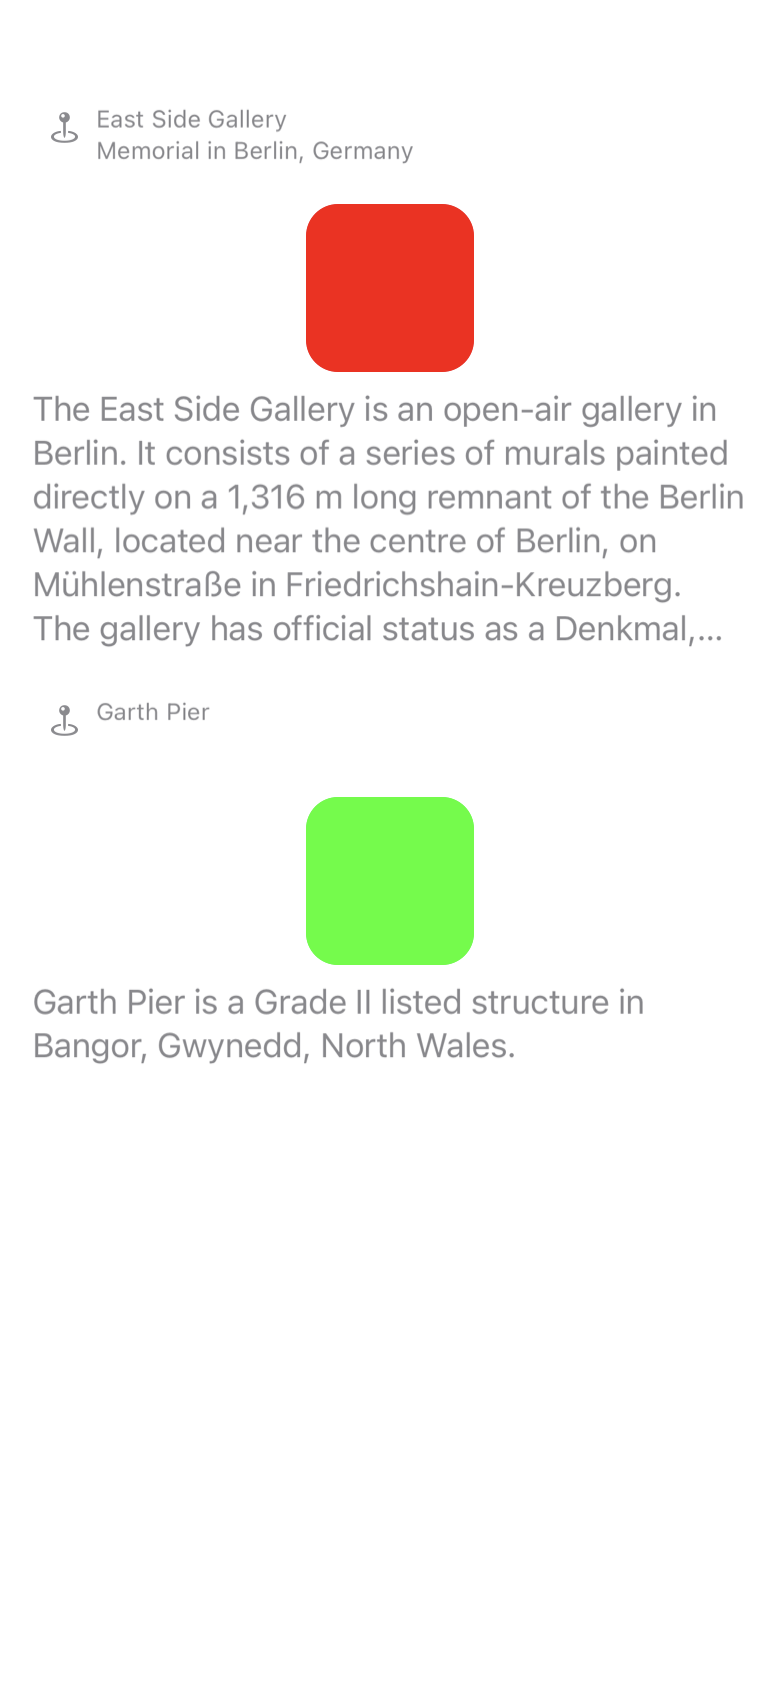 East Side Gallery
Memorial in Berlin, Germany
The East Side Gallery is an open-air gallery in
Berlin. It consists of a series of murals painted
directly on a 1,316 m long remnant of the Berlin
Wall, located near the centre of Berlin, on
Mühlenstraße in Friedrichshain-Kreuzberg.
The gallery has official status as a Denkmal,...
Garth Pier
Garth Pier is a Grade II listed structure in
Bangor, Gwynedd, North Wales.